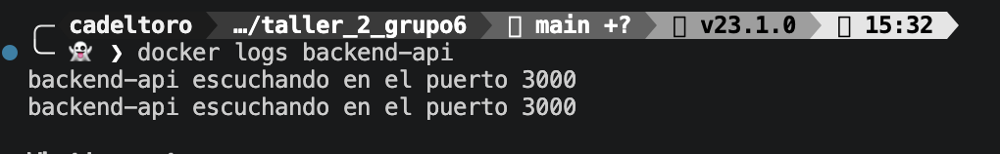 cadeltoro …/taller_2_grupo6 main +? v23.1.0 15:32
❯ docker logs backend-api
backend-api escuchando en el puerto 3000
backend-api escuchando en el puerto 3000